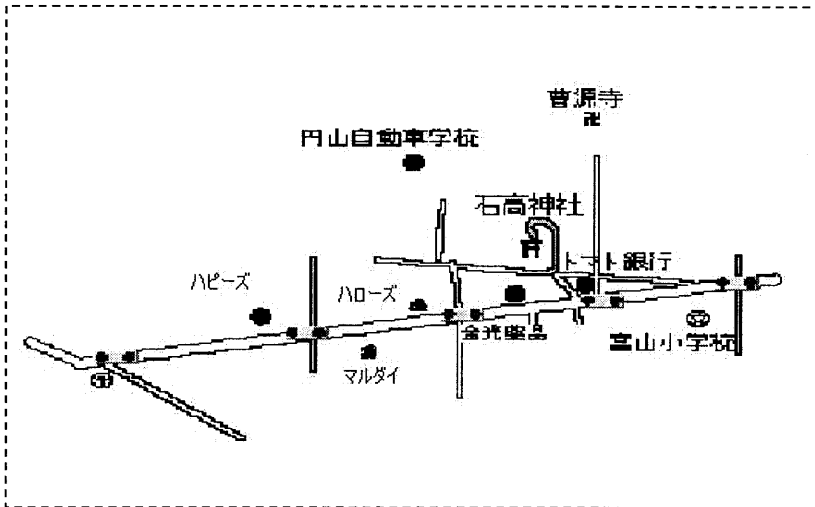 曹源寺
円山自動車学校
石高神社
トマト銀行
ハピーズ
ハローズ
金光薬品
富山小学校
マルダイ